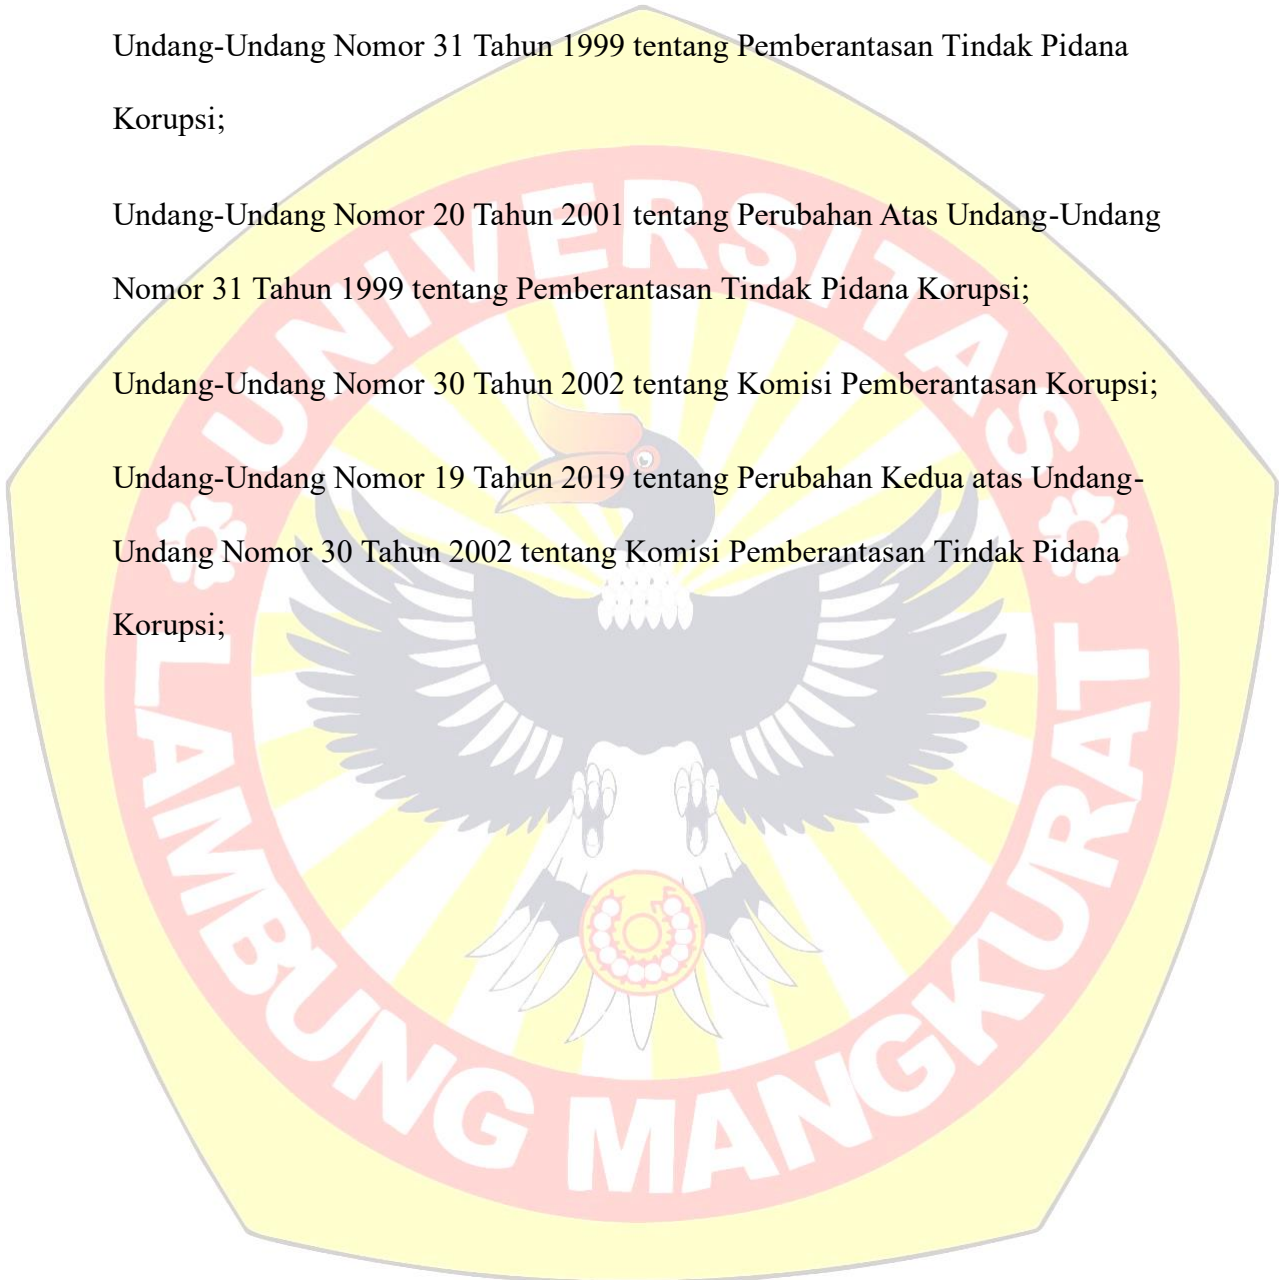 Undang-Undang Nomor 31 Tahun 1999 tentang Pemberantasan Tindak Pidana
Korupsi;
Undang-Undang Nomor 20 Tahun 2001 tentang Perubahan Atas Undang-Undang
Nomor 31 Tahun 1999 tentang Pemberantasan Tindak Pidana Korupsi;
Undang-Undang Nomor 30 Tahun 2002 tentang Komisi Pemberantasan Korupsi;
Undang-Undang Nomor 19 Tahun 2019 tentang Perubahan Kedua atas Undang-
Undang Nomor 30 Tahun 2002 tentang Komisi Pemberantasan Tindak Pidana
Korupsi;
UNIVERSITAS
LAMBUNG MANGKURAT